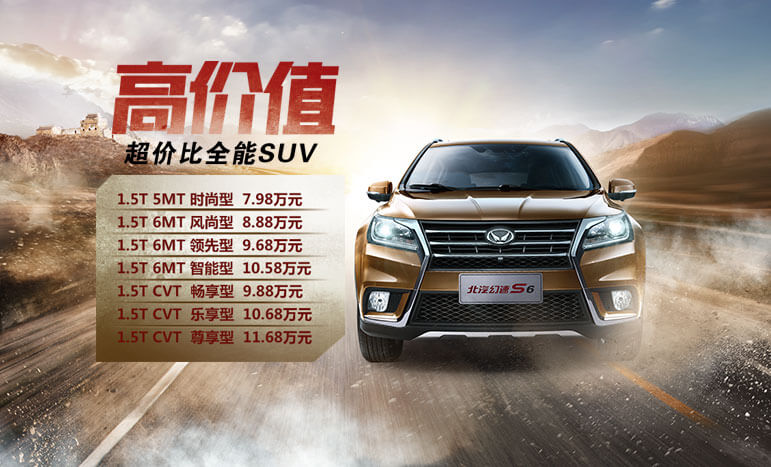 高价值
超价比全能SUV
1.5T 5MT 时尚型 7.98万元
1.5T 6MT 风尚型 8.88万元
1.5T 6MT 领先型 9.68万元
1.5T 6MT 智能型 10.58万元
1.5T CVT 畅享型 9.88万元
1.5T CVT 乐享型 10.68万元
1.5T CVT 尊享型 11.68万元
北汽幻速S6